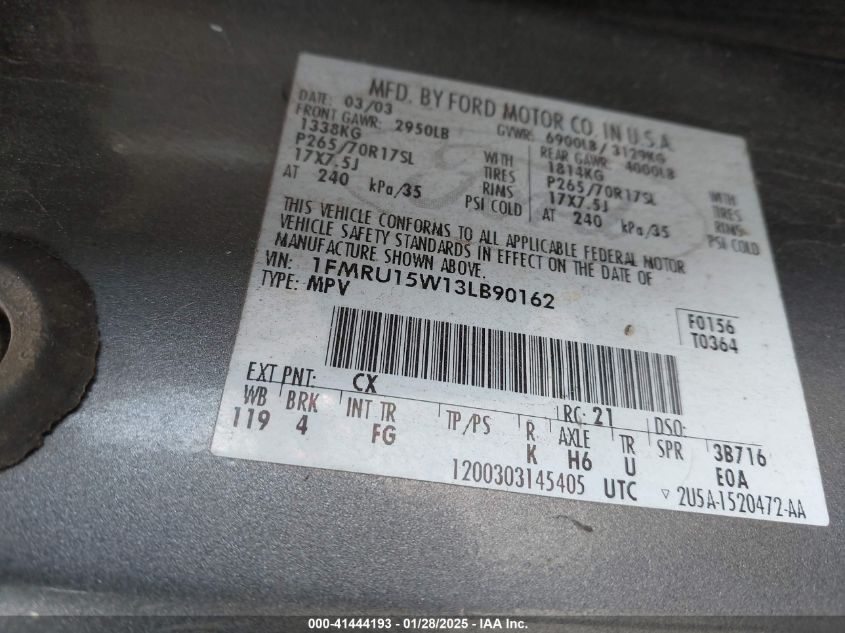 MFD. BY FORD MOTOR CO. IN U.S.A.
DATE: 03/03 GVWR: 6900LB / 3129KG
FRONT GAWR: 2950LB REAR GAWR: 4000LB
1338KG WITH 1814KG WITH
P265/70R17SL TIRES P265/70R17SL TIRES
17X7.5J RIMS 17X7.5J RIMS
AT 240 kPa/35 PSI COLD AT 240 kPa/35 PSI COLD
THIS VEHICLE CONFORMS TO ALL APPLICABLE FEDERAL MOTOR
VEHICLE SAFETY STANDARDS IN EFFECT ON THE DATE OF
MANUFACTURE SHOWN ABOVE.
VIN: 1FMRU15W13LB90162
TYPE: MPV
F0156
T0364
EXT PNT: CX RC: 21 DSO:
WB BRK INT TR TP/PS R AXLE TR SPR 3B716
119 4 FG K H6 U E0A
1200303145405 UTC ▽ 2U5A-1520472-AA
000-41444193 - 01/28/2025 - IAA Inc.